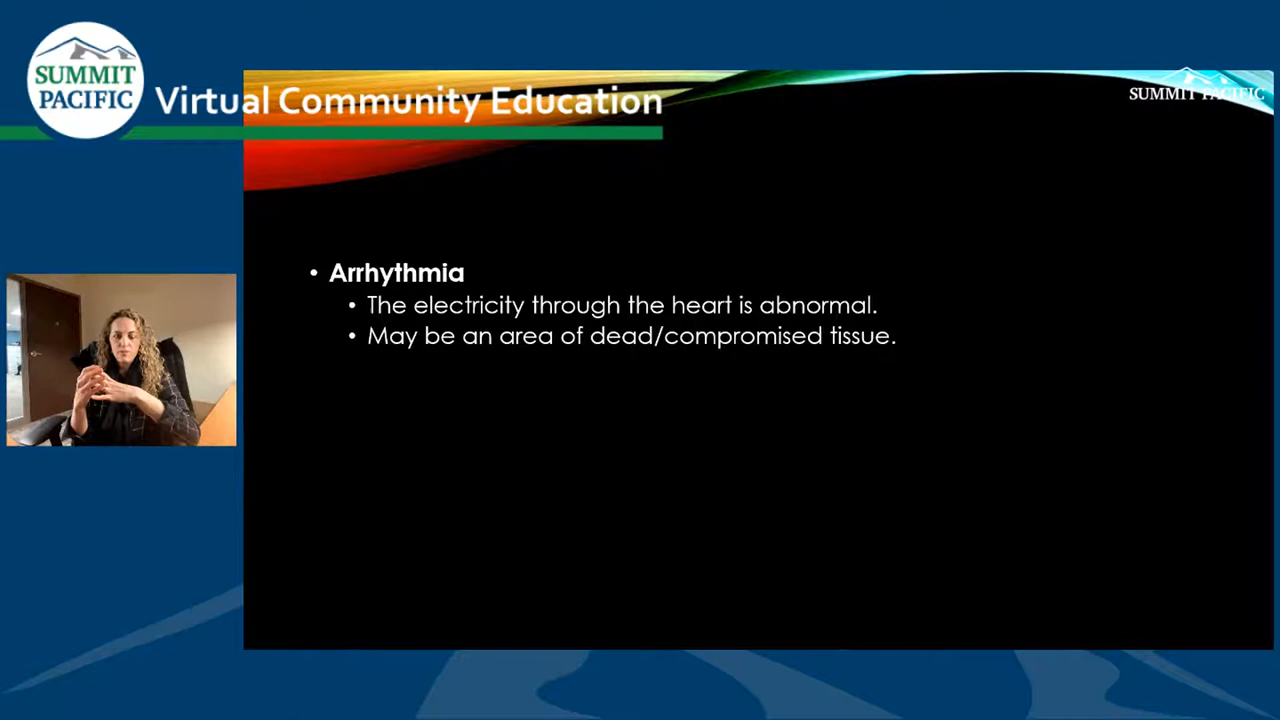 SUMMIT
PACIFIC
Virtual Community Education
SUMMIT PACIFIC
• Arrhythmia
• The electricity through the heart is abnormal.
• May be an area of dead/compromised tissue.